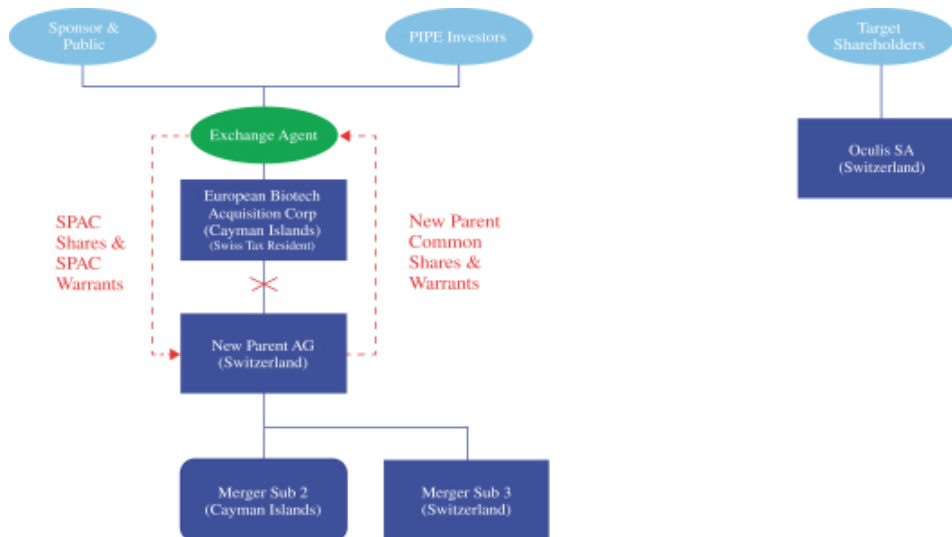 Sponsor &
Public
PIPE Investors
Target
Shareholders
Exchange Agent
Oculis SA
(Switzerland)
European Biotech
Acquisition Corp
(Cayman Islands)
(Swiss Tax Resident)
SPAC
Shares &
SPAC
Warrants
New Parent
Common
Shares &
Warrants
New Parent AG
(Switzerland)
Merger Sub 2
(Cayman Islands)
Merger Sub 3
(Switzerland)